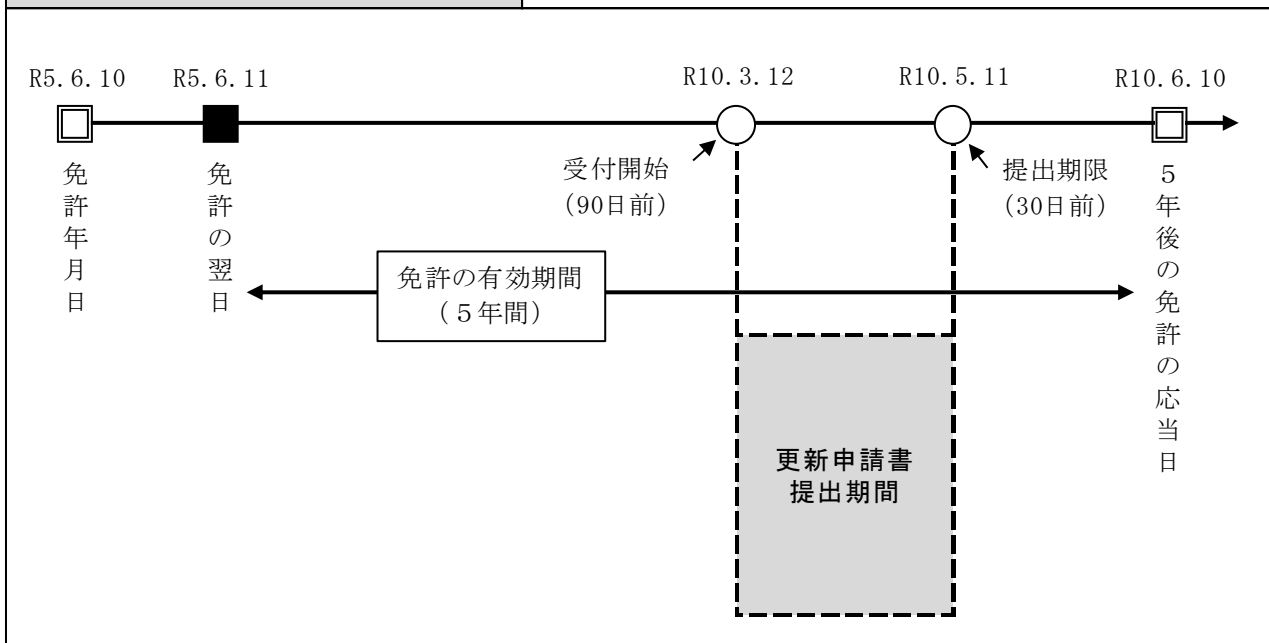 R5.6.10
R5.6.11
R10.3.12
R10.5.11
R10.6.10
免許年月日
免許の翌日
受付開始
(90日前)
提出期限
(30日前)
5年後の免許の応当日
免許の有効期間
(5年間)
更新申請書
提出期間